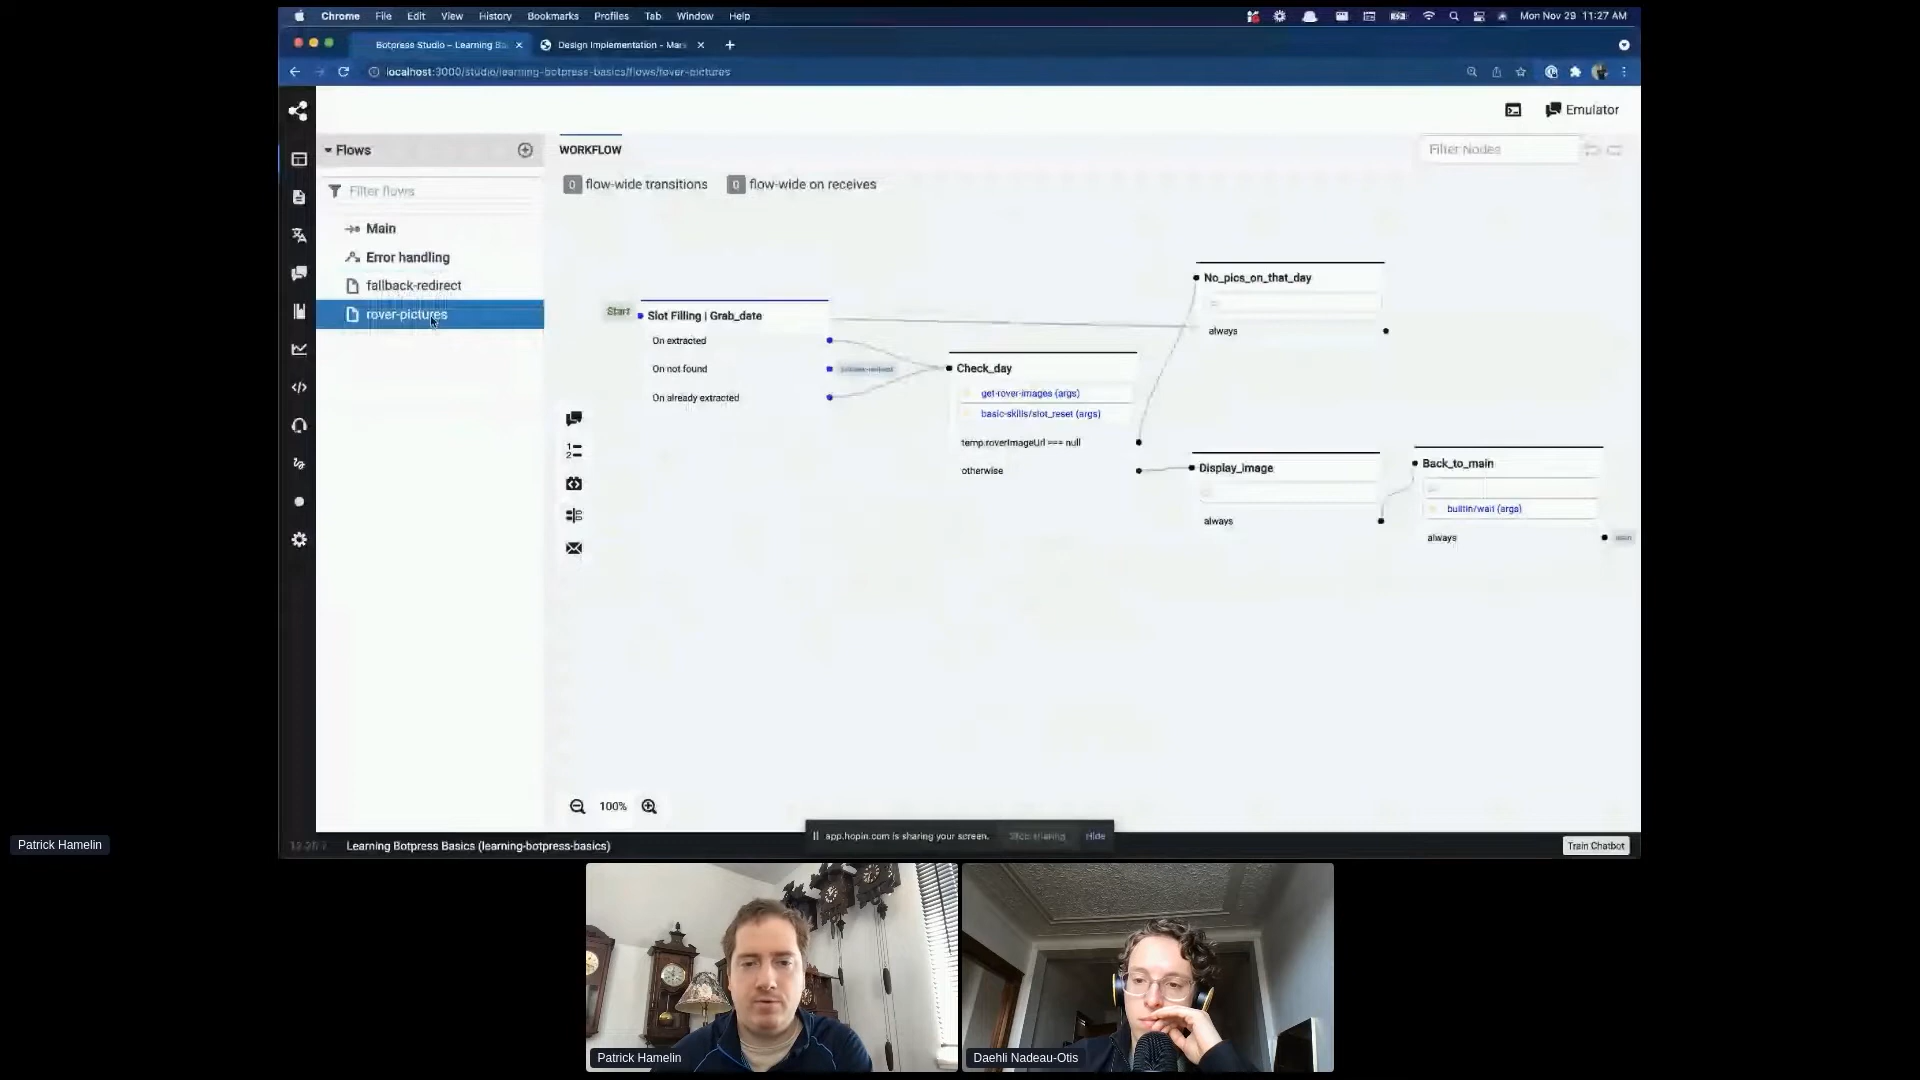 Chrome File Edit View History Bookmarks Profiles Tab Window Help Mon Nov 29 11:27 AM
Botpress Studio – Learning Ba Design Implementation - Mars
localhost:3000/studio/learning-botpress-basics/flows/rover-pictures
Emulator
Flows
WORKFLOW
Filter Nodes
0 flow-wide transitions 0 flow-wide on receives
Filter flows
Main
Error handling
fallback-redirect
rover-pictures
Start
Slot Filling | Grab_date
On extracted
On not found
On already extracted
Check_day
get-rover-images (args)
basic-skills/slot_reset (args)
temp.roverImageUrl === null
otherwise
No_pics_on_that_day
always
Display_image
always
Back_to_main
builtin/wait (args)
always
main
100%
app.hopin.com is sharing your screen. Stop sharing Hide
Learning Botpress Basics (learning-botpress-basics)
Train Chatbot
Patrick Hamelin
Patrick Hamelin
Daehli Nadeau-Otis